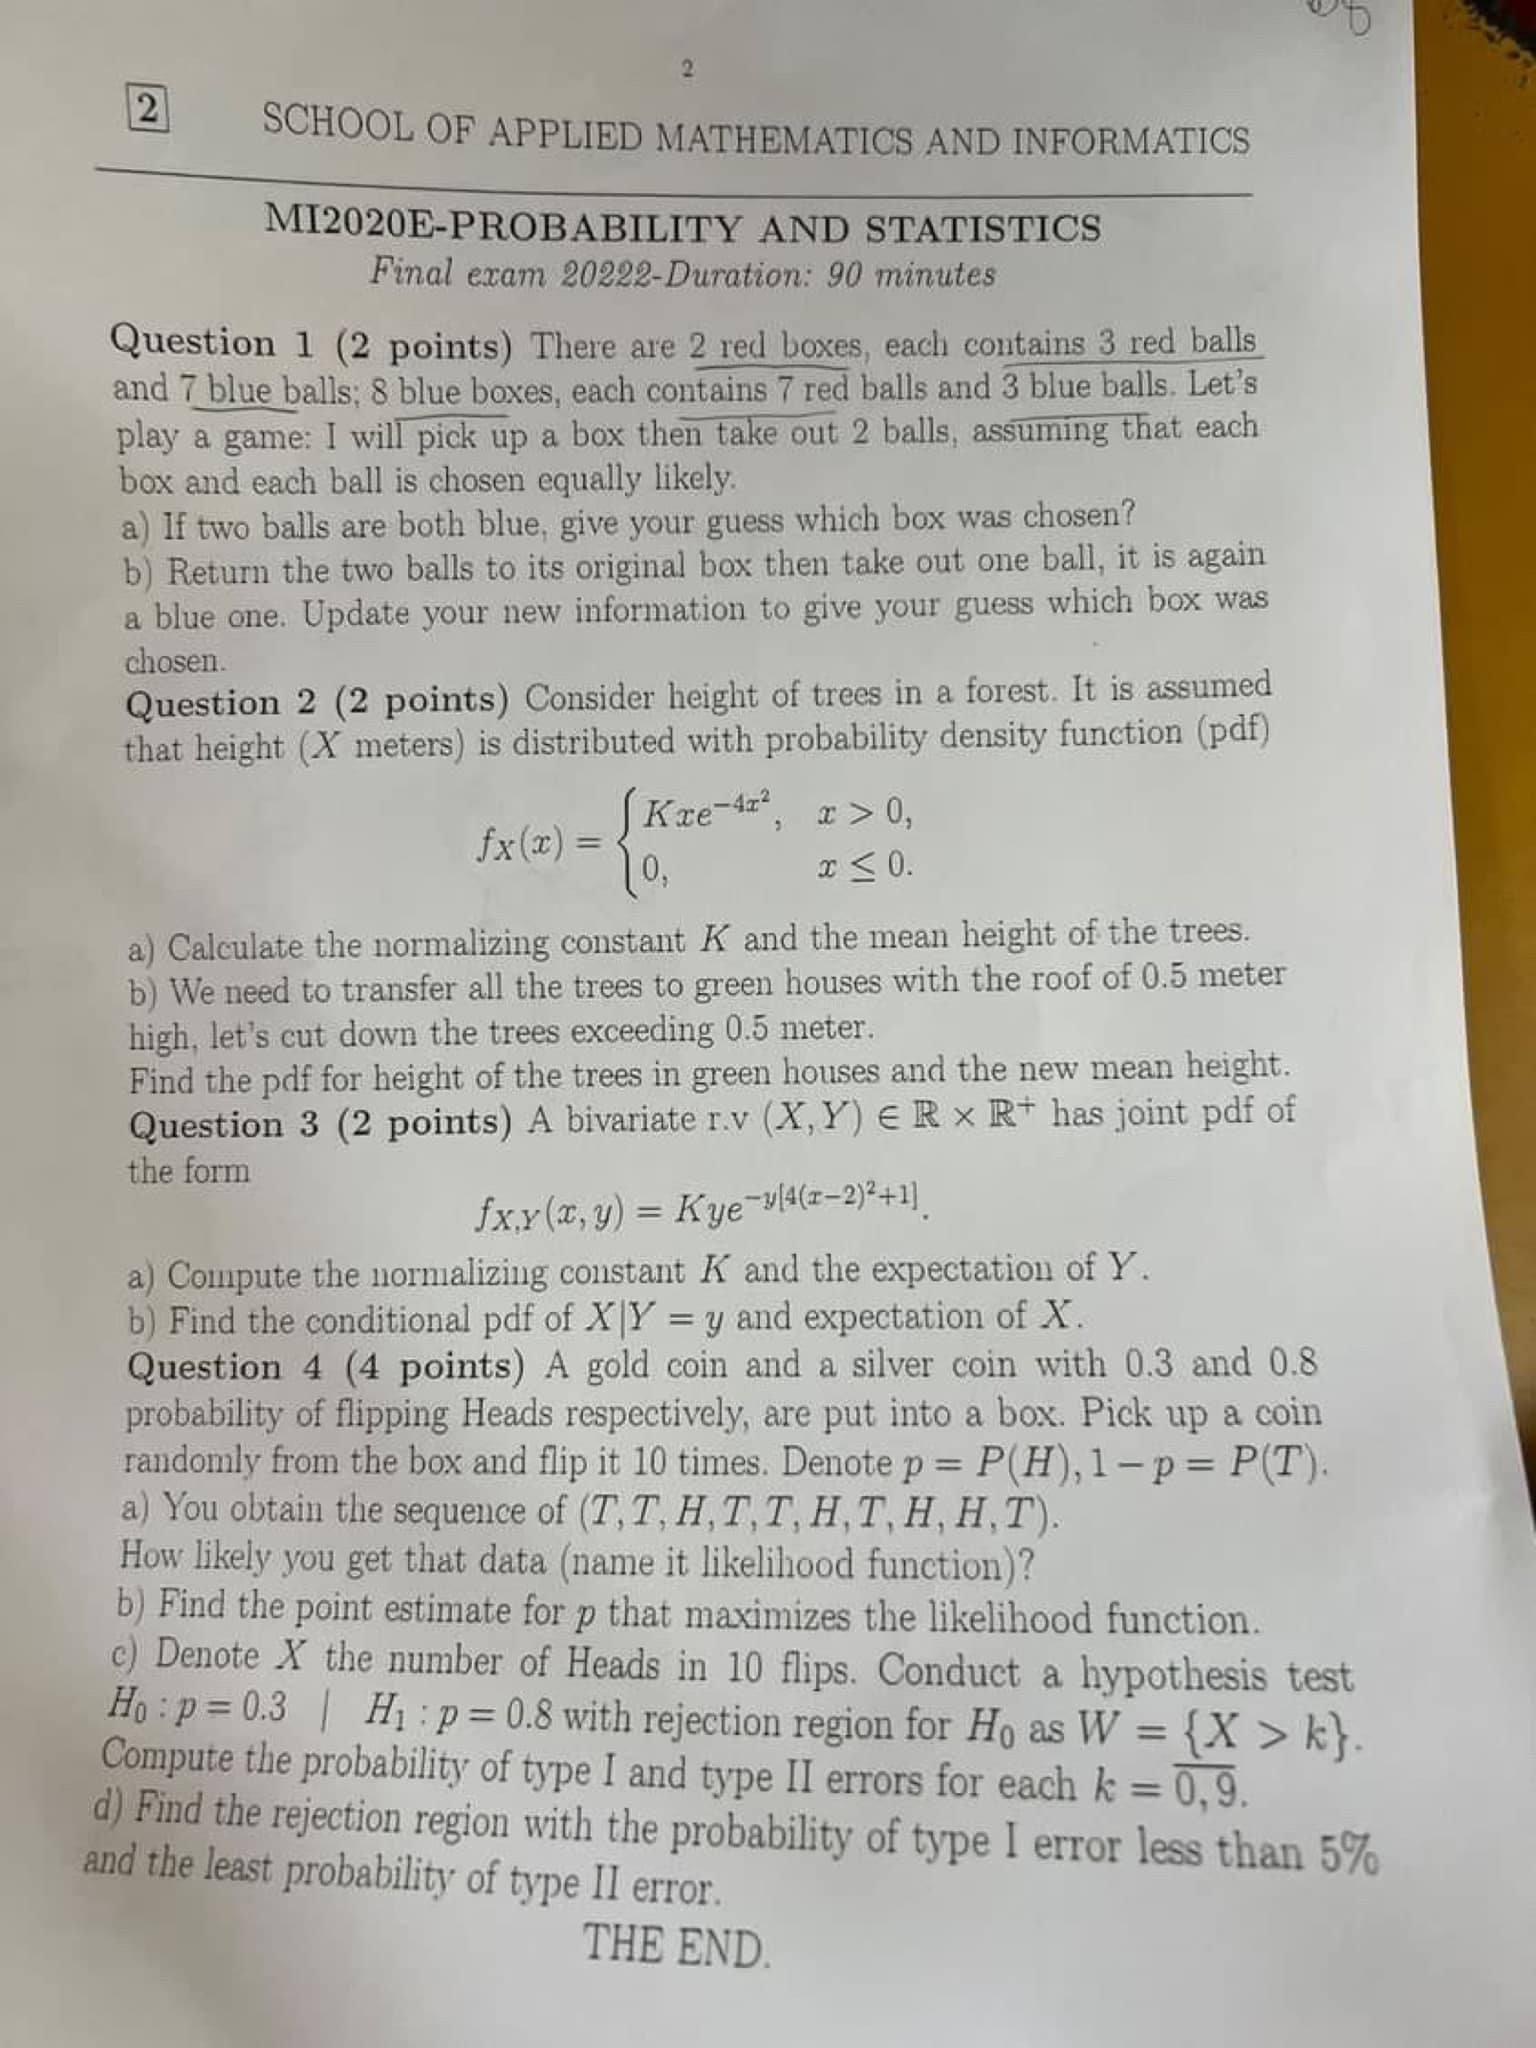 2
2 SCHOOL OF APPLIED MATHEMATICS AND INFORMATICS
MI2020E-PROBABILITY AND STATISTICS
Final exam 20222-Duration: 90 minutes
Question 1 (2 points) There are 2 red boxes, each contains 3 red balls
and 7 blue balls; 8 blue boxes, each contains 7 red balls and 3 blue balls. Let's
play a game: I will pick up a box then take out 2 balls, assuming that each
box and each ball is chosen equally likely.
a) If two balls are both blue, give your guess which box was chosen?
b) Return the two balls to its original box then take out one ball, it is again
a blue one. Update your new information to give your guess which box was
chosen.
Question 2 (2 points) Consider height of trees in a forest. It is assumed
that height (X meters) is distributed with probability density function (pdf)
f_X(x) = { Kxe^{-4x^2}, x > 0,
0, x ≤ 0.
a) Calculate the normalizing constant K and the mean height of the trees.
b) We need to transfer all the trees to green houses with the roof of 0.5 meter
high, let's cut down the trees exceeding 0.5 meter.
Find the pdf for height of the trees in green houses and the new mean height.
Question 3 (2 points) A bivariate r.v (X, Y) ∈ ℝ × ℝ⁺ has joint pdf of
the form
f_{X,Y}(x, y) = Kye^{-y[4(x-2)^2+1]}.
a) Compute the normalizing constant K and the expectation of Y.
b) Find the conditional pdf of X|Y = y and expectation of X.
Question 4 (4 points) A gold coin and a silver coin with 0.3 and 0.8
probability of flipping Heads respectively, are put into a box. Pick up a coin
randomly from the box and flip it 10 times. Denote p = P(H), 1 − p = P(T).
a) You obtain the sequence of (T, T, H, T, T, H, T, H, H, T).
How likely you get that data (name it likelihood function)?
b) Find the point estimate for p that maximizes the likelihood function.
c) Denote X the number of Heads in 10 flips. Conduct a hypothesis test
H₀ : p = 0.3 | H₁ : p = 0.8 with rejection region for H₀ as W = {X > k}.
Compute the probability of type I and type II errors for each k = \overline{0, 9}.
d) Find the rejection region with the probability of type I error less than 5%
and the least probability of type II error.
THE END.